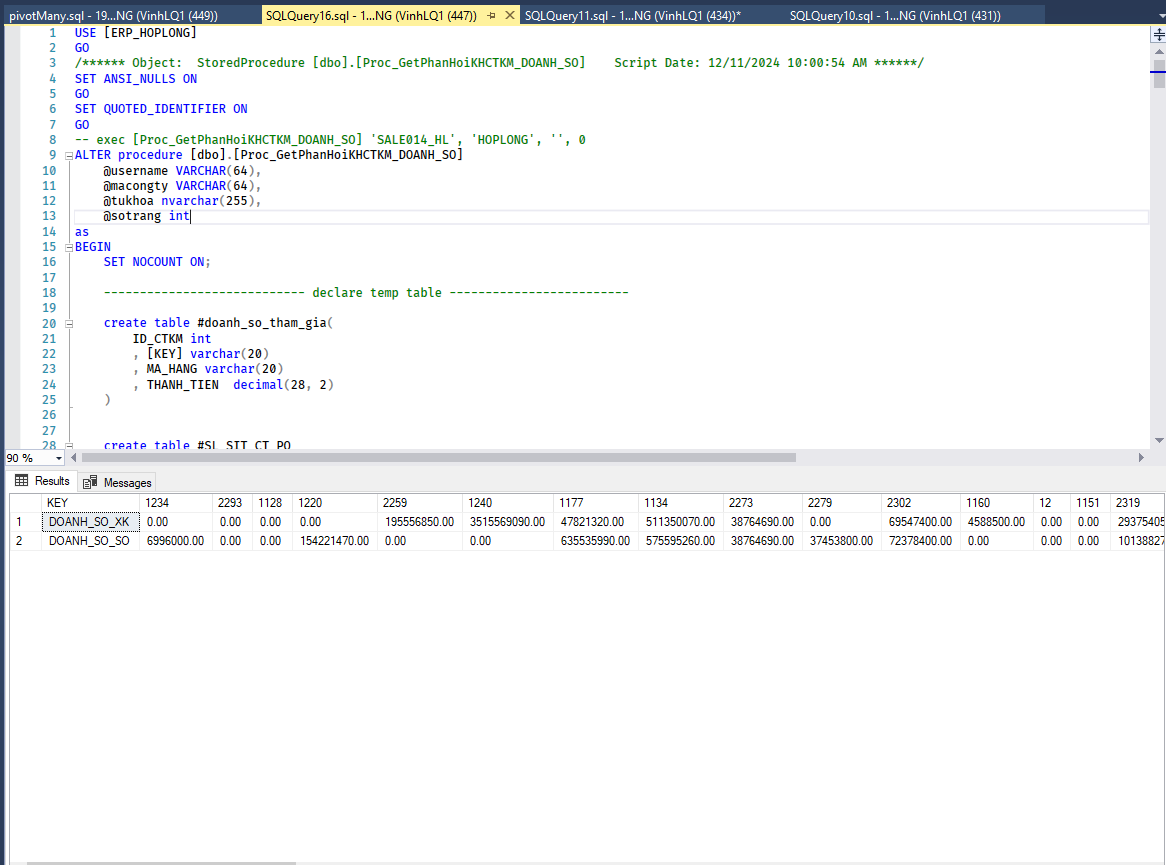 pivotMany.sql - 19...NG (VinhLQ1 (449))
SQLQuery16.sql - 1...NG (VinhLQ1 (447))
SQLQuery11.sql - 1...NG (VinhLQ1 (434))*
SQLQuery10.sql - 1...NG (VinhLQ1 (431))
1 USE [ERP_HOPLONG]
2 GO
3 /****** Object:  StoredProcedure [dbo].[Proc_GetPhanHoiKHCTKM_DOANH_SO]    Script Date: 12/11/2024 10:00:54 AM ******/
4 SET ANSI_NULLS ON
5 GO
6 SET QUOTED_IDENTIFIER ON
7 GO
8 -- exec [Proc_GetPhanHoiKHCTKM_DOANH_SO] 'SALE014_HL', 'HOPLONG', '', 0
9 ALTER procedure [dbo].[Proc_GetPhanHoiKHCTKM_DOANH_SO]
10     @username VARCHAR(64),
11     @macongty VARCHAR(64),
12     @tukhoa nvarchar(255),
13     @sotrang int
14 as
15 BEGIN
16     SET NOCOUNT ON;
17
18     ---------------------------- declare temp table -------------------------
19
20     create table #doanh_so_tham_gia(
21         ID_CTKM int
22         , [KEY] varchar(20)
23         , MA_HANG varchar(20)
24         , THANH_TIEN  decimal(28, 2)
25     )
26
27
28     create table #SL_SIT_CT_PO
90 %
Results
Messages
KEY 1234 2293 1128 1220 2259 1240 1177 1134 2273 2279 2302 1160 12 1151 2319
1 DOANH_SO_XK 0.00 0.00 0.00 0.00 195556850.00 3515569090.00 47821320.00 511350070.00 38764690.00 0.00 69547400.00 4588500.00 0.00 0.00 29375405
2 DOANH_SO_SO 6996000.00 0.00 0.00 154221470.00 0.00 0.00 635535990.00 575595260.00 38764690.00 37453800.00 72378400.00 0.00 0.00 0.00 10138827